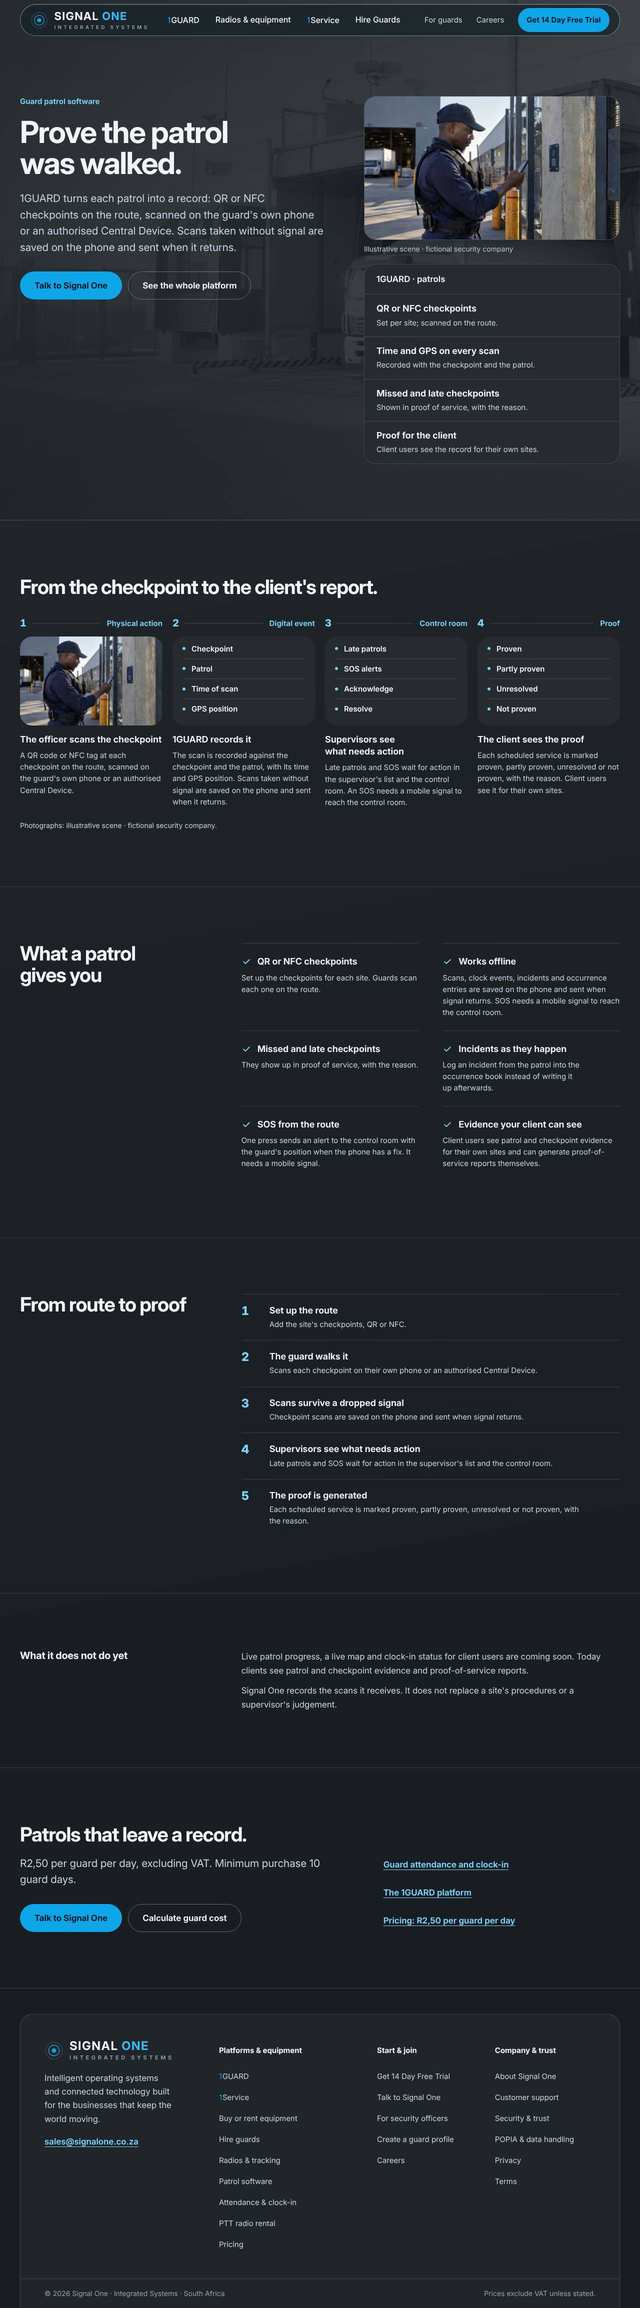 SIGNAL ONE
INTEGRATED SYSTEMS
1GUARD
Radios & equipment
1Service
Hire Guards
For guards
Careers
Get 14 Day Free Trial
Guard patrol software
Prove the patrol
was walked.
1GUARD turns each patrol into a record: QR or NFC
checkpoints on the route, scanned on the guard's own phone
or an authorised Central Device. Scans taken without signal are
saved on the phone and sent when it returns.
Talk to Signal One
See the whole platform
Illustrative scene · fictional security company
1GUARD · patrols
QR or NFC checkpoints
Set per site; scanned on the route.
Time and GPS on every scan
Recorded with the checkpoint and the patrol.
Missed and late checkpoints
Shown in proof of service, with the reason.
Proof for the client
Client users see the record for their own sites.
From the checkpoint to the client's report.
1 Physical action
The officer scans the checkpoint
A QR code or NFC tag at each
checkpoint on the route, scanned on
the guard's own phone or an authorised
Central Device.
2 Digital event
Checkpoint
Patrol
Time of scan
GPS position
1GUARD records it
The scan is recorded against the
checkpoint and the patrol, with its time
and GPS position. Scans taken without
signal are saved on the phone and sent
when it returns.
3 Control room
Late patrols
SOS alerts
Acknowledge
Resolve
Supervisors see
what needs action
Late patrols and SOS wait for action in
the supervisor's list and the control
room. An SOS needs a mobile signal to
reach the control room.
4 Proof
Proven
Partly proven
Unresolved
Not proven
The client sees the proof
Each scheduled service is marked
proven, partly proven, unresolved or not
proven, with the reason. Client users
see it for their own sites.
Photographs: illustrative scene · fictional security company.
What a patrol
gives you
QR or NFC checkpoints
Set up the checkpoints for each site. Guards scan
each one on the route.
Works offline
Scans, clock events, incidents and occurrence
entries are saved on the phone and sent when
signal returns. SOS needs a mobile signal to reach
the control room.
Missed and late checkpoints
They show up in proof of service, with the reason.
Incidents as they happen
Log an incident from the patrol into the
occurrence book instead of writing it
up afterwards.
SOS from the route
One press sends an alert to the control room with
the guard's position when the phone has a fix. It
needs a mobile signal.
Evidence your client can see
Client users see patrol and checkpoint evidence
for their own sites and can generate proof-of-
service reports themselves.
From route to proof
1 Set up the route
Add the site's checkpoints, QR or NFC.
2 The guard walks it
Scans each checkpoint on their own phone or an authorised Central Device.
3 Scans survive a dropped signal
Checkpoint scans are saved on the phone and sent when signal returns.
4 Supervisors see what needs action
Late patrols and SOS wait for action in the supervisor's list and the control room.
5 The proof is generated
Each scheduled service is marked proven, partly proven, unresolved or not proven, with
the reason.
What it does not do yet
Live patrol progress, a live map and clock-in status for client users are coming soon. Today
clients see patrol and checkpoint evidence and proof-of-service reports.
Signal One records the scans it receives. It does not replace a site's procedures or a
supervisor's judgement.
Patrols that leave a record.
R2,50 per guard per day, excluding VAT. Minimum purchase 10
guard days.
Talk to Signal One
Calculate guard cost
Guard attendance and clock-in
The 1GUARD platform
Pricing: R2,50 per guard per day
SIGNAL ONE
INTEGRATED SYSTEMS
Intelligent operating systems
and connected technology built
for the businesses that keep the
world moving.
sales@signalone.co.za
Platforms & equipment
1GUARD
1Service
Buy or rent equipment
Hire guards
Radios & tracking
Patrol software
Attendance & clock-in
PTT radio rental
Pricing
Start & join
Get 14 Day Free Trial
Talk to Signal One
For security officers
Create a guard profile
Careers
Company & trust
About Signal One
Customer support
Security & trust
POPIA & data handling
Privacy
Terms
© 2026 Signal One · Integrated Systems · South Africa
Prices exclude VAT unless stated.